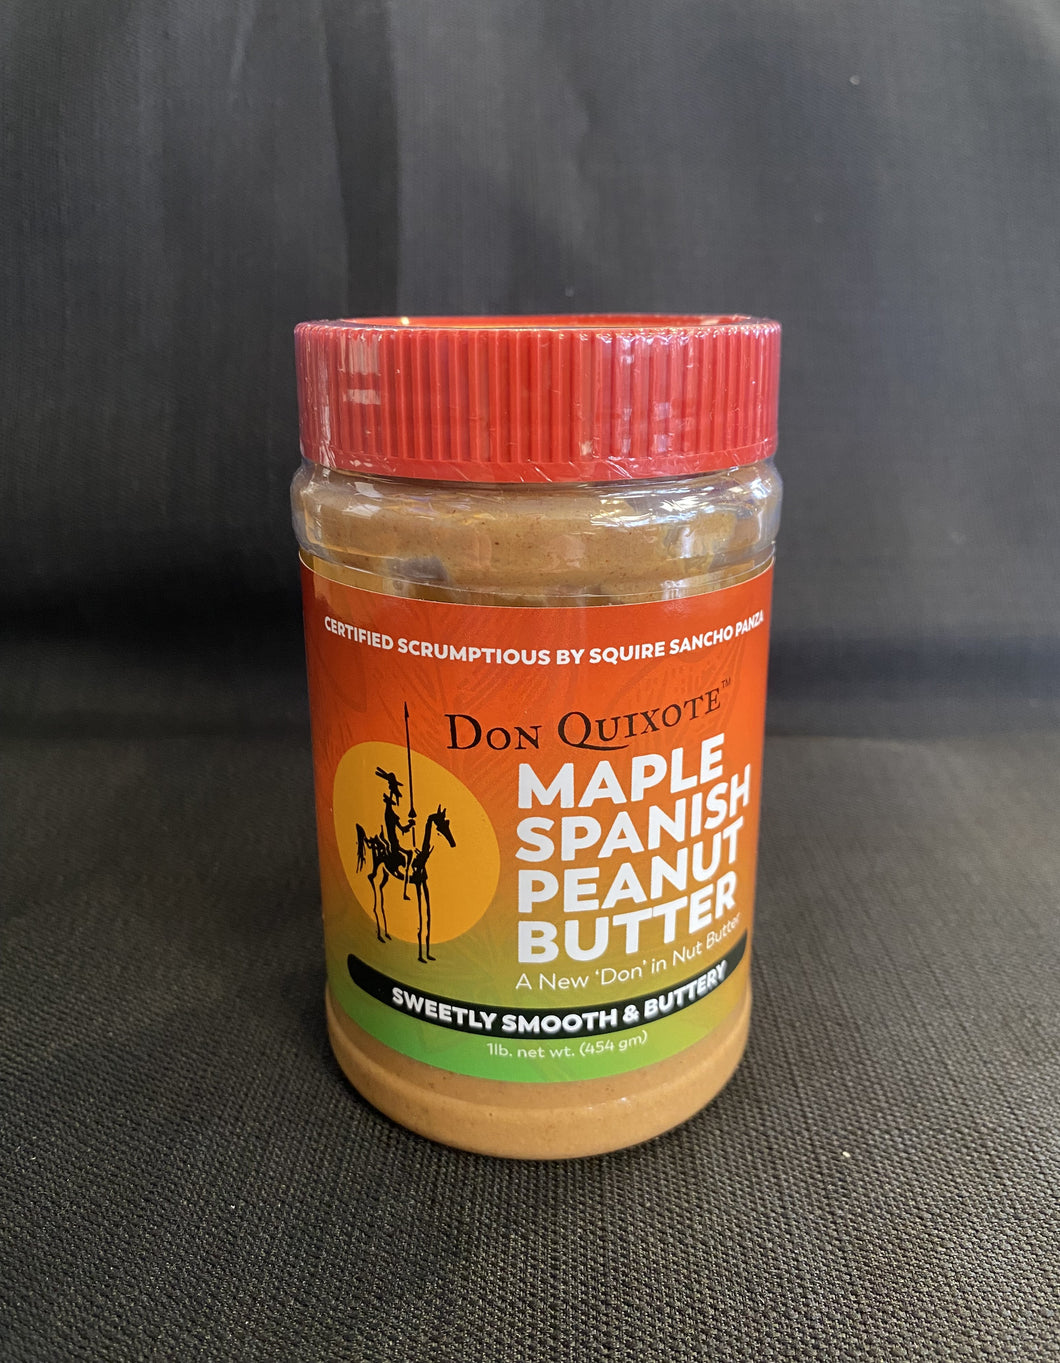 CERTIFIED SCRUMPTIOUS BY SQUIRE SANCHO PANZA
DON QUIXOTE™
MAPLE
SPANISH
PEANUT
BUTTER
A New ‘Don’ in Nut Butter
SWEETLY SMOOTH & BUTTERY
1lb. net wt. (454 gm)